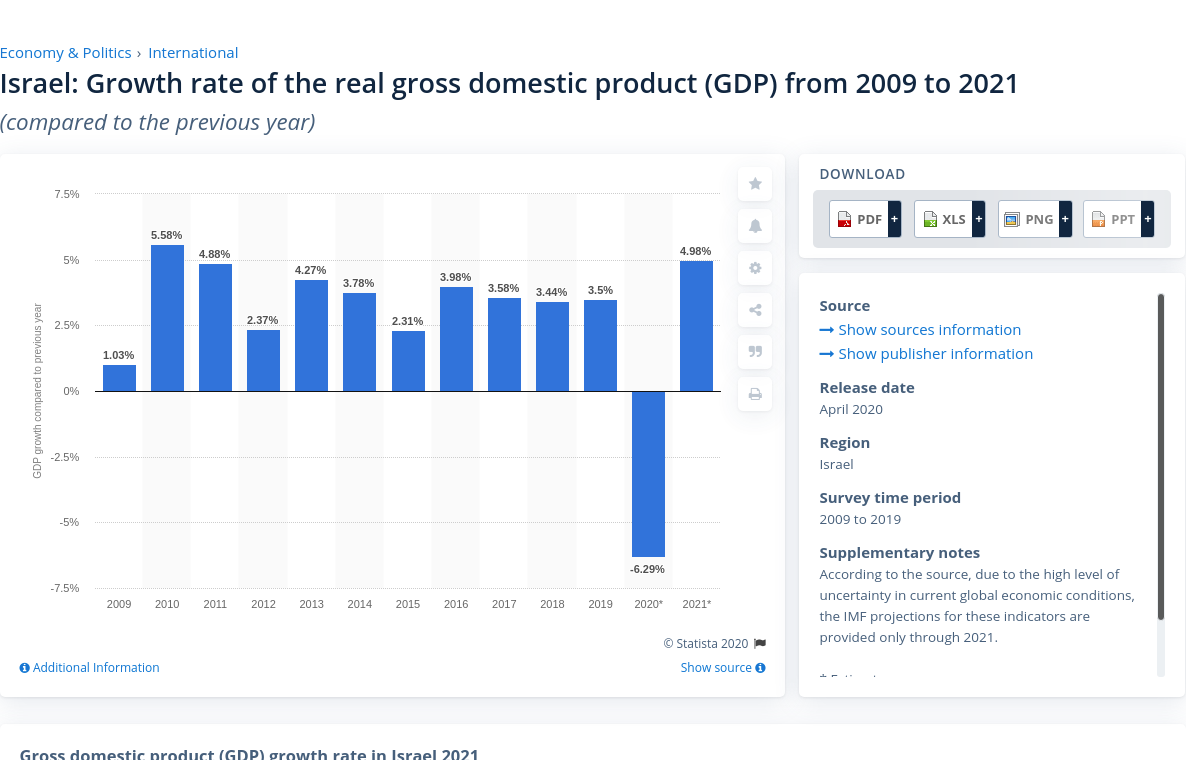 Economy & Politics › International
Israel: Growth rate of the real gross domestic product (GDP) from 2009 to 2021
(compared to the previous year)
7.5%
5%
2.5%
0%
-2.5%
-5%
-7.5%
GDP growth compared to previous year
1.03%
5.58%
4.88%
2.37%
4.27%
3.78%
2.31%
3.98%
3.58%
3.44%
3.5%
-6.29%
4.98%
2009 2010 2011 2012 2013 2014 2015 2016 2017 2018 2019 2020* 2021*
© Statista 2020
Additional Information
Show source
DOWNLOAD
PDF + XLS + PNG + PPT +
Source
Show sources information
Show publisher information
Release date
April 2020
Region
Israel
Survey time period
2009 to 2019
Supplementary notes
According to the source, due to the high level of
uncertainty in current global economic conditions,
the IMF projections for these indicators are
provided only through 2021.
Gross domestic product (GDP) growth rate in Israel 2021